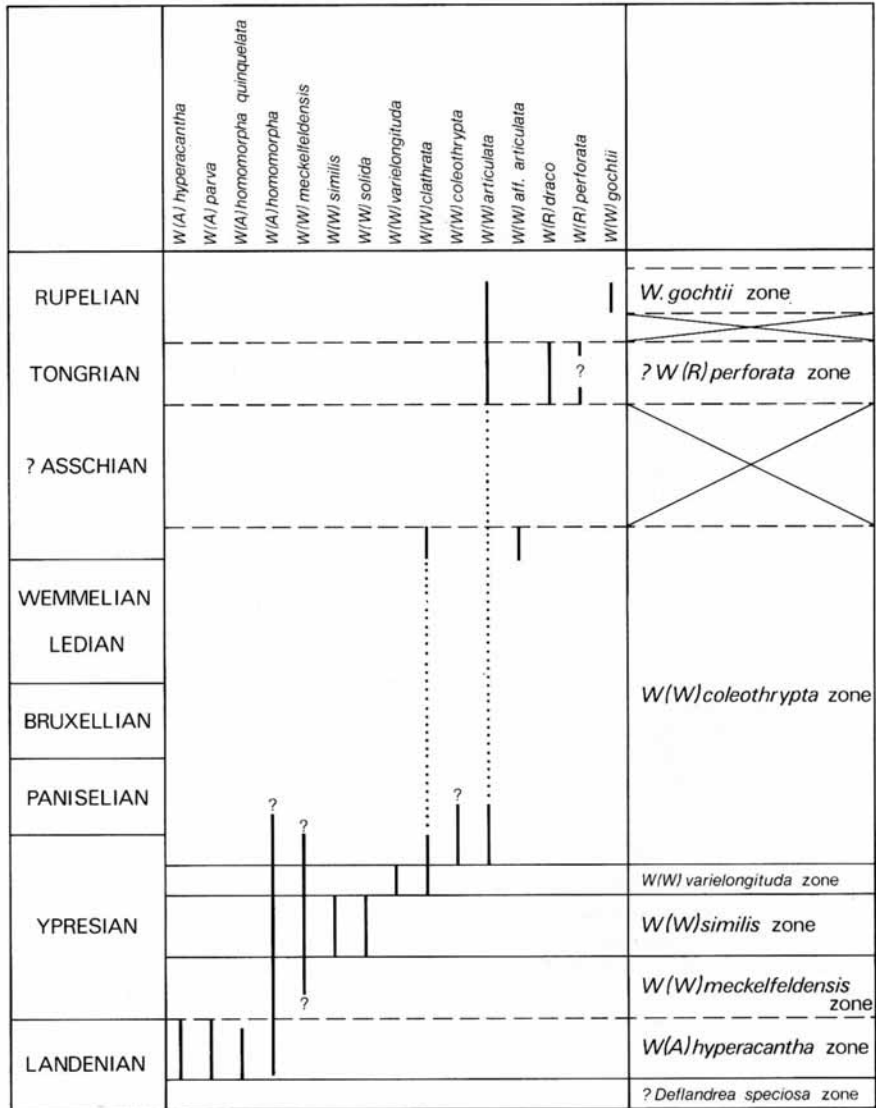 W(A) hyperacantha
W(A) parva
W(A) homomorpha quinquelata
W(A) homomorpha
W(W) meckelfeldensis
W(W) similis
W(W) solida
W(W) varielongituda
W(W) clathrata
W(W) coleothrypta
W(W) articulata
W(W) aff. articulata
W(R) draco
W(R) perforata
W(W) gochtii
RUPELIAN
W. gochtii zone
TONGRIAN
?
? W(R) perforata zone
? ASSCHIAN
WEMMELIAN
LEDIAN
W(W) coleothrypta zone
BRUXELLIAN
PANISELIAN
?
?
?
W(W) varielongituda zone
YPRESIAN
W(W) similis zone
?
W(W) meckelfeldensis
zone
LANDENIAN
W(A) hyperacantha zone
? Deflandrea speciosa zone